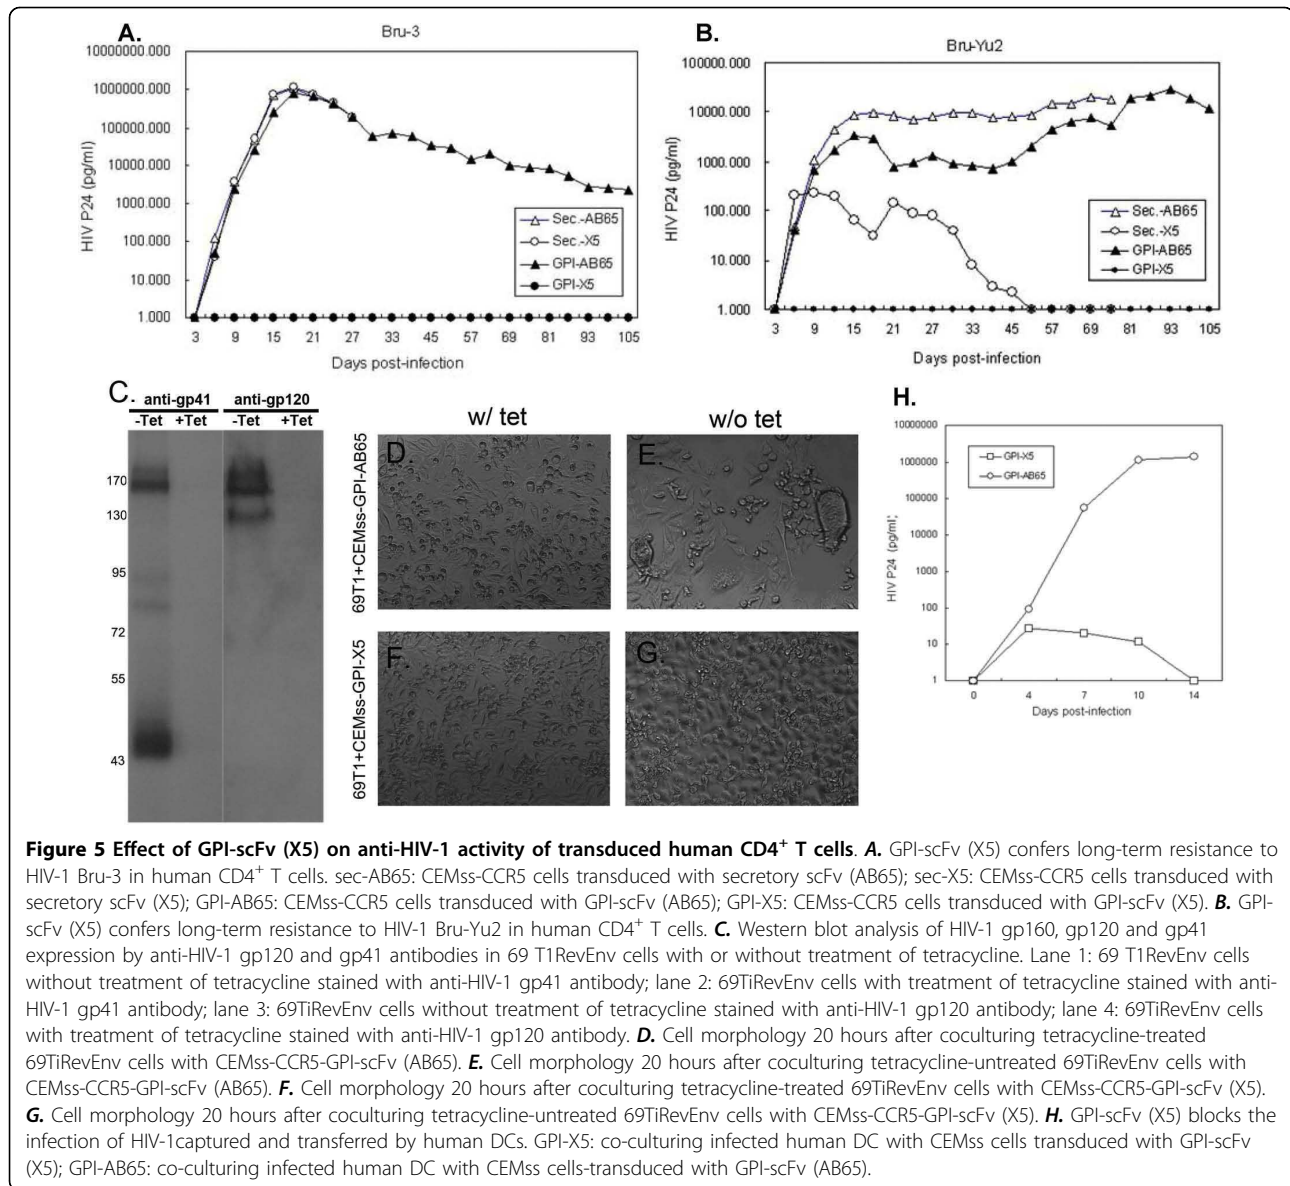 A.
Bru-3
10000000.000
1000000.000
100000.000
10000.000
1000.000
100.000
10.000
1.000
HIV P24 (pg/ml)
Sec.-AB65
Sec.-X5
GPI-AB65
GPI-X5
3 9 15 21 27 33 39 45 51 57 63 69 75 81 87 93 99 105
Days post-infection
B.
Bru-Yu2
100000.000
10000.000
1000.000
100.000
10.000
1.000
HIV P24 (pg/ml)
Sec.-AB65
Sec.-X5
GPI-AB65
GPI-X5
3 9 15 21 27 33 45 57 69 81 93 105
Days post-infection
C.
anti-gp41 anti-gp120
-Tet +Tet -Tet +Tet
170
130
95
72
55
43
w/ tet w/o tet
69T1+CEMss-GPI-AB65
D. E.
69T1+CEMss-GPI-X5
F. G.
H.
10000000
1000000
100000
10000
1000
100
10
1
HIV P24 (pg/ml;
GPI-X5
GPI-AB65
0 4 7 10 14
Days post-infection
Figure 5 Effect of GPI-scFv (X5) on anti-HIV-1 activity of transduced human CD4+ T cells. A. GPI-scFv (X5) confers long-term resistance to
HIV-1 Bru-3 in human CD4+ T cells. sec-AB65: CEMss-CCR5 cells transduced with secretory scFv (AB65); sec-X5: CEMss-CCR5 cells transduced with
secretory scFv (X5); GPI-AB65: CEMss-CCR5 cells transduced with GPI-scFv (AB65); GPI-X5: CEMss-CCR5 cells transduced with GPI-scFv (X5). B. GPI-
scFv (X5) confers long-term resistance to HIV-1 Bru-Yu2 in human CD4+ T cells. C. Western blot analysis of HIV-1 gp160, gp120 and gp41
expression by anti-HIV-1 gp120 and gp41 antibodies in 69 T1RevEnv cells with or without treatment of tetracycline. Lane 1: 69 T1RevEnv cells
without treatment of tetracycline stained with anti-HIV-1 gp41 antibody; lane 2: 69TiRevEnv cells with treatment of tetracycline stained with anti-
HIV-1 gp41 antibody; lane 3: 69TiRevEnv cells without treatment of tetracycline stained with anti-HIV-1 gp120 antibody; lane 4: 69TiRevEnv cells
with treatment of tetracycline stained with anti-HIV-1 gp120 antibody. D. Cell morphology 20 hours after coculturing tetracycline-treated
69TiRevEnv cells with CEMss-CCR5-GPI-scFv (AB65). E. Cell morphology 20 hours after coculturing tetracycline-untreated 69TiRevEnv cells with
CEMss-CCR5-GPI-scFv (AB65). F. Cell morphology 20 hours after coculturing tetracycline-treated 69TiRevEnv cells with CEMss-CCR5-GPI-scFv (X5).
G. Cell morphology 20 hours after coculturing tetracycline-untreated 69TiRevEnv cells with CEMss-CCR5-GPI-scFv (X5). H. GPI-scFv (X5) blocks the
infection of HIV-1captured and transferred by human DCs. GPI-X5: co-culturing infected human DC with CEMss cells transduced with GPI-scFv
(X5); GPI-AB65: co-culturing infected human DC with CEMss cells-transduced with GPI-scFv (AB65).